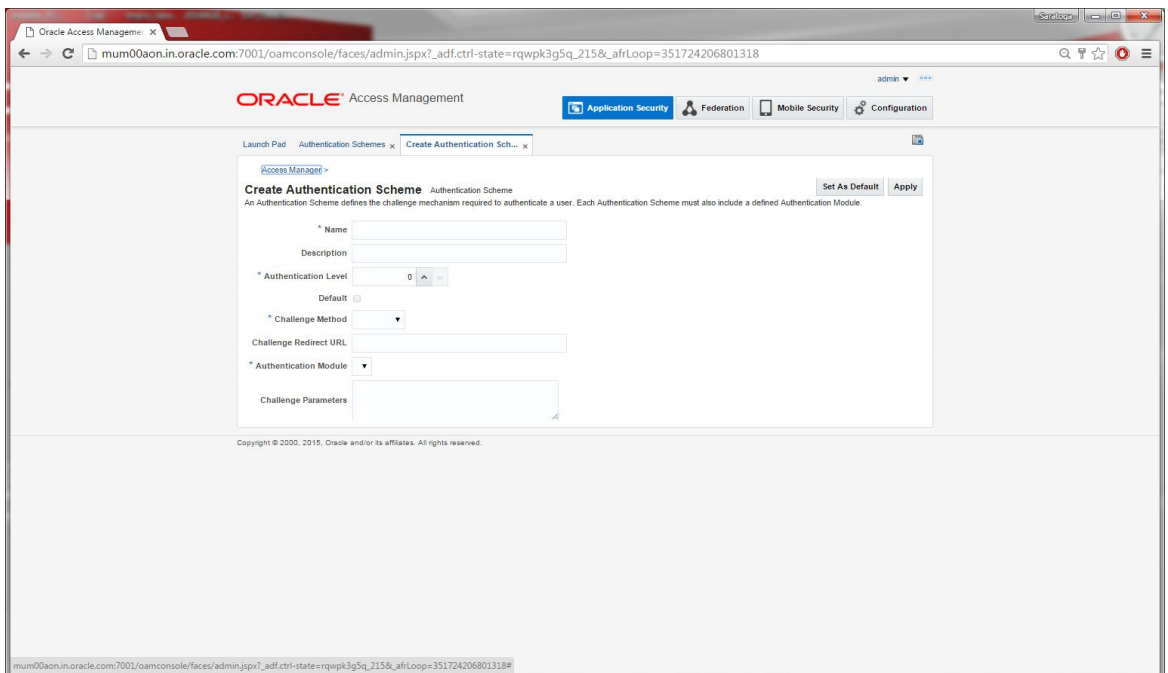 Saratoga
Oracle Access Manageme
mum00aon.in.oracle.com:7001/oamconsole/faces/admin.jspx?_adf.ctrl-state=rqwpk3g5q_215&_afrLoop=351724206801318
admin
ORACLE Access Management
Application Security Federation Mobile Security Configuration
Launch Pad Authentication Schemes x Create Authentication Sch... x
Access Manager >
Create Authentication Scheme Authentication Scheme Set As Default Apply
An Authentication Scheme defines the challenge mechanism required to authenticate a user. Each Authentication Scheme must also include a defined Authentication Module.
* Name
Description
* Authentication Level 0
Default
* Challenge Method
Challenge Redirect URL
* Authentication Module
Challenge Parameters
Copyright © 2000, 2015, Oracle and/or its affiliates. All rights reserved.
mum00aon.in.oracle.com:7001/oamconsole/faces/admin.jspx?_adf.ctrl-state=rqwpk3g5q_215&_afrLoop=351724206801318#